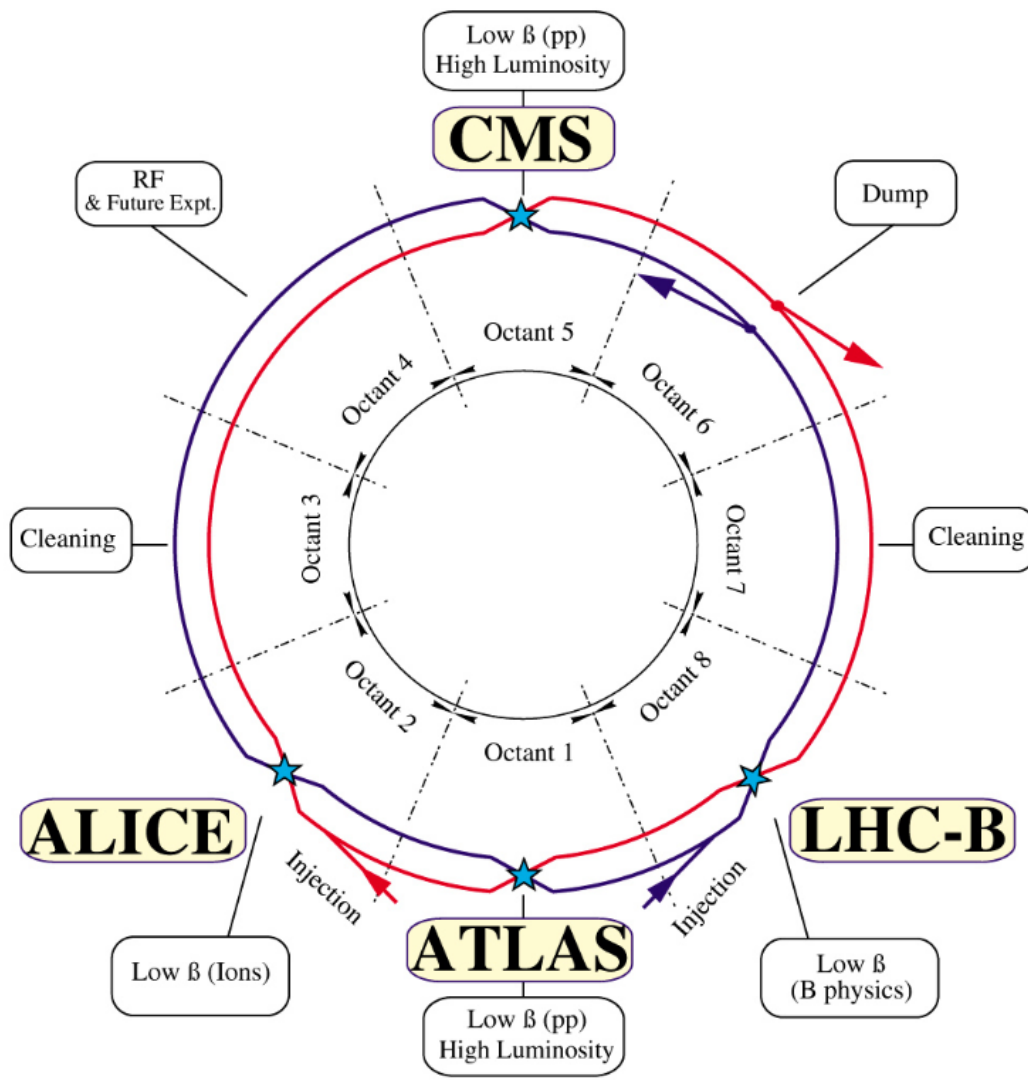 Low ß (pp)
High Luminosity
CMS
RF
& Future Expt.
Dump
Octant 5
Octant 4
Octant 6
Cleaning
Octant 3
Octant 7
Cleaning
Octant 2
Octant 8
Octant 1
ALICE
LHC-B
Injection
Injection
ATLAS
Low ß (Ions)
Low ß
(B physics)
Low ß (pp)
High Luminosity